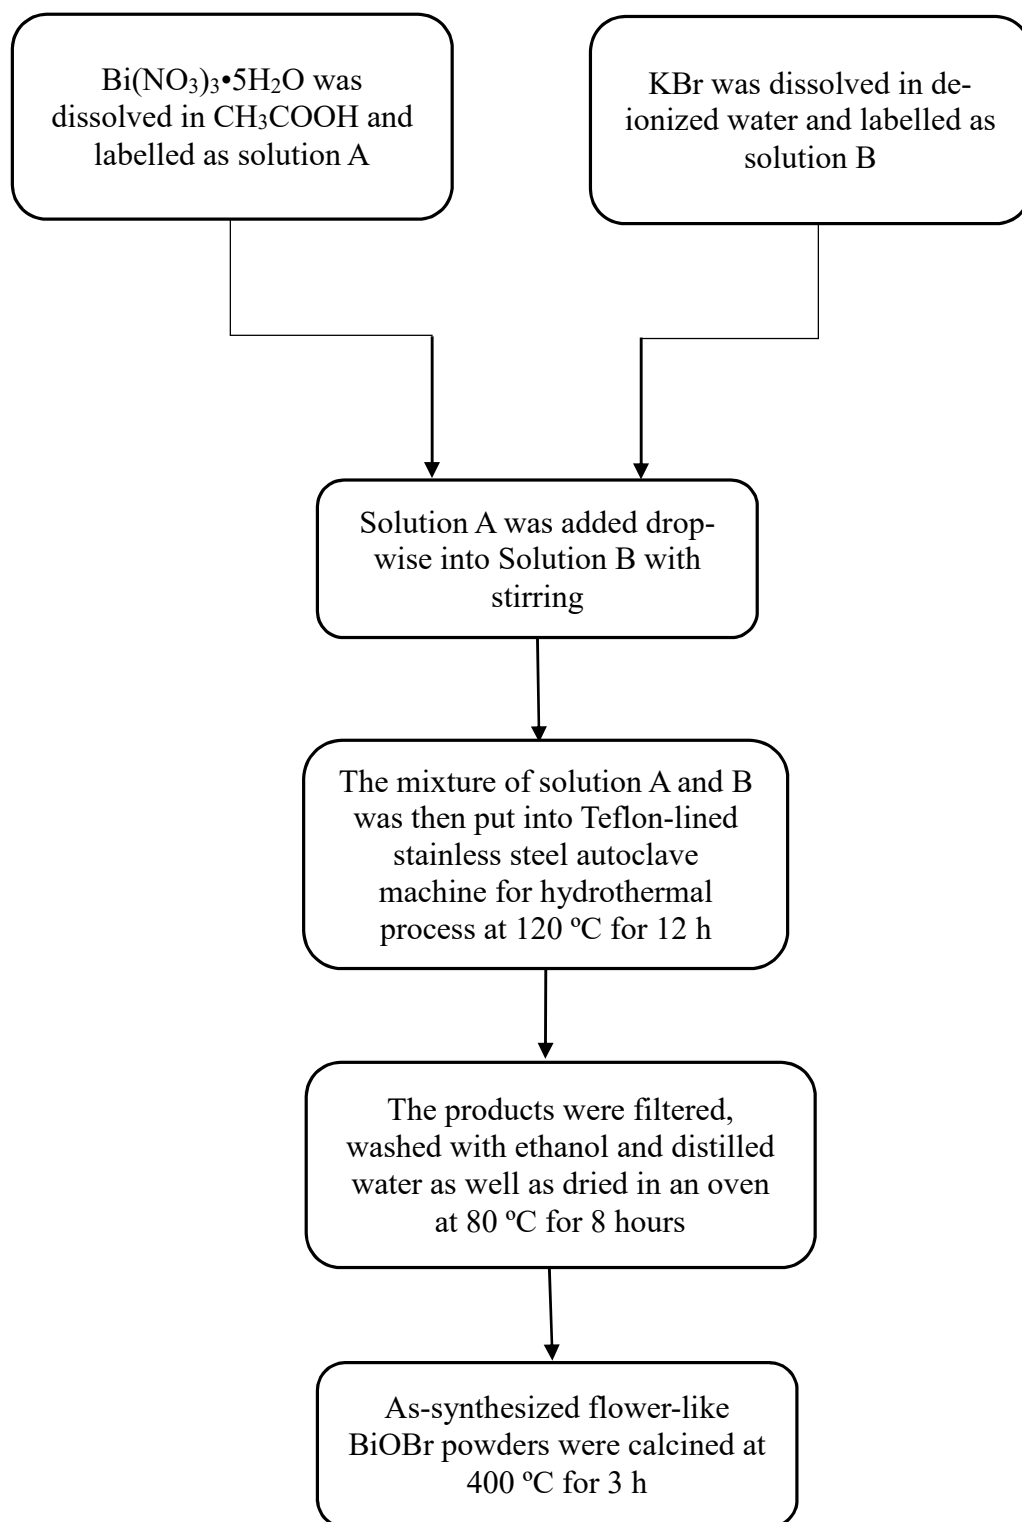 Bi(NO₃)₃•5H₂O was
dissolved in CH₃COOH and
labelled as solution A
KBr was dissolved in de-
ionized water and labelled as
solution B
Solution A was added drop-
wise into Solution B with
stirring
The mixture of solution A and B
was then put into Teflon-lined
stainless steel autoclave
machine for hydrothermal
process at 120 ºC for 12 h
The products were filtered,
washed with ethanol and distilled
water as well as dried in an oven
at 80 ºC for 8 hours
As-synthesized flower-like
BiOBr powders were calcined at
400 ºC for 3 h